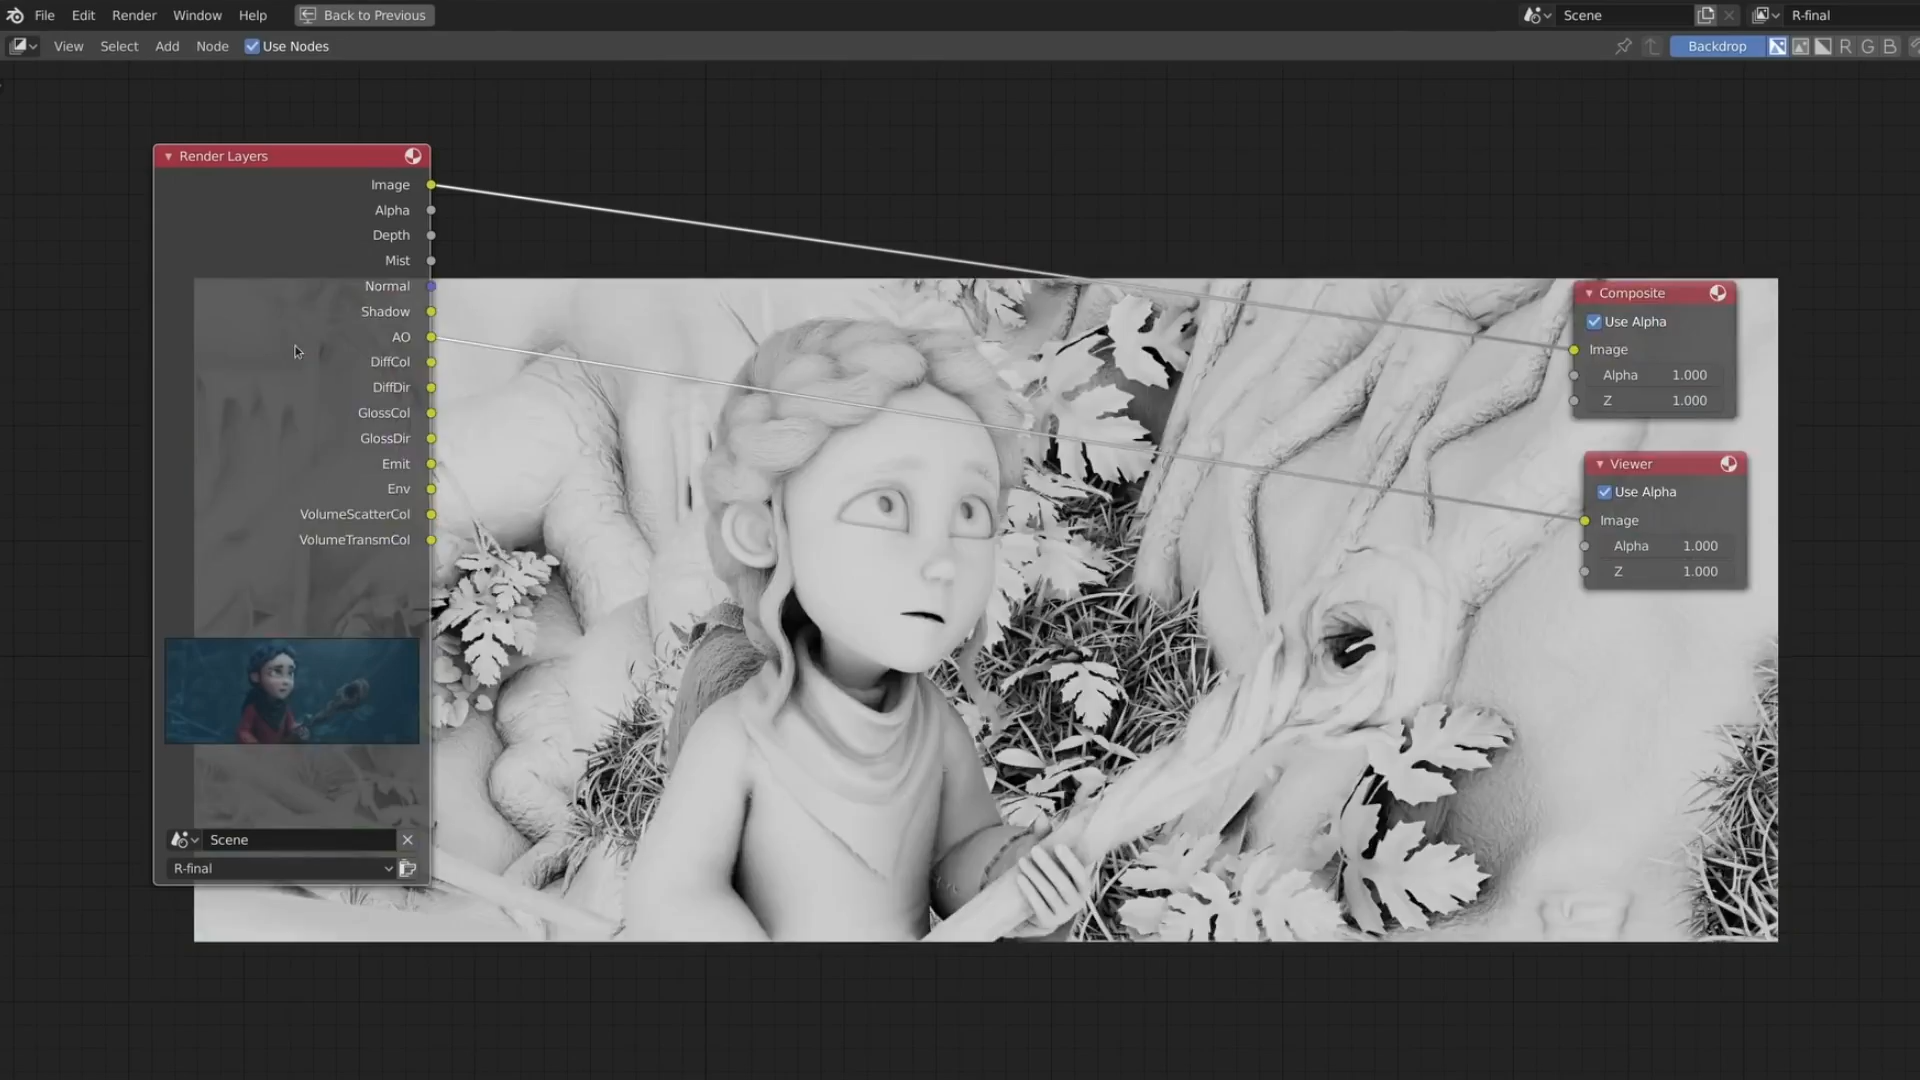 File Edit Render Window Help Back to Previous Scene R-final
View Select Add Node Use Nodes Backdrop R G B
Render Layers
Image
Alpha
Depth
Mist
Normal
Shadow
AO
DiffCol
DiffDir
GlossCol
GlossDir
Emit
Env
VolumeScatterCol
VolumeTransmCol
Scene
R-final
Composite
Use Alpha
Image
Alpha 1.000
Z 1.000
Viewer
Use Alpha
Image
Alpha 1.000
Z 1.000